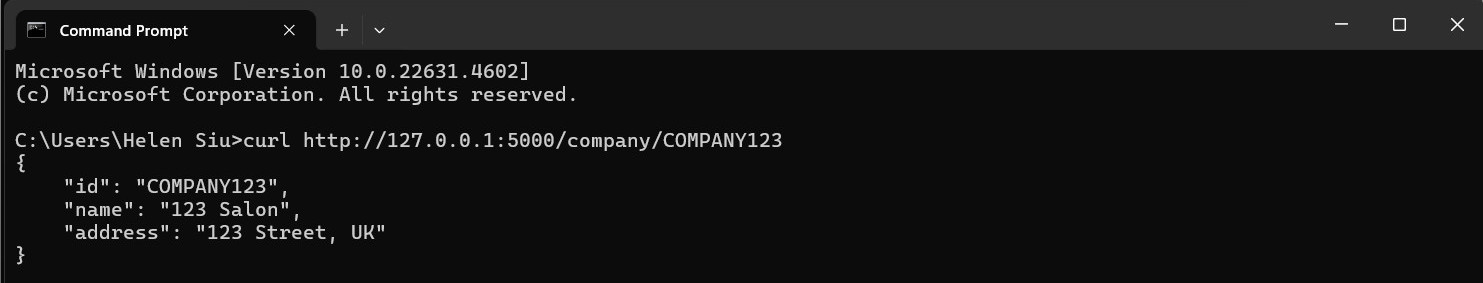 Command Prompt
Microsoft Windows [Version 10.0.22631.4602]
(c) Microsoft Corporation. All rights reserved.
C:\Users\Helen Siu>curl http://127.0.0.1:5000/company/COMPANY123
{
    "id": "COMPANY123",
    "name": "123 Salon",
    "address": "123 Street, UK"
}